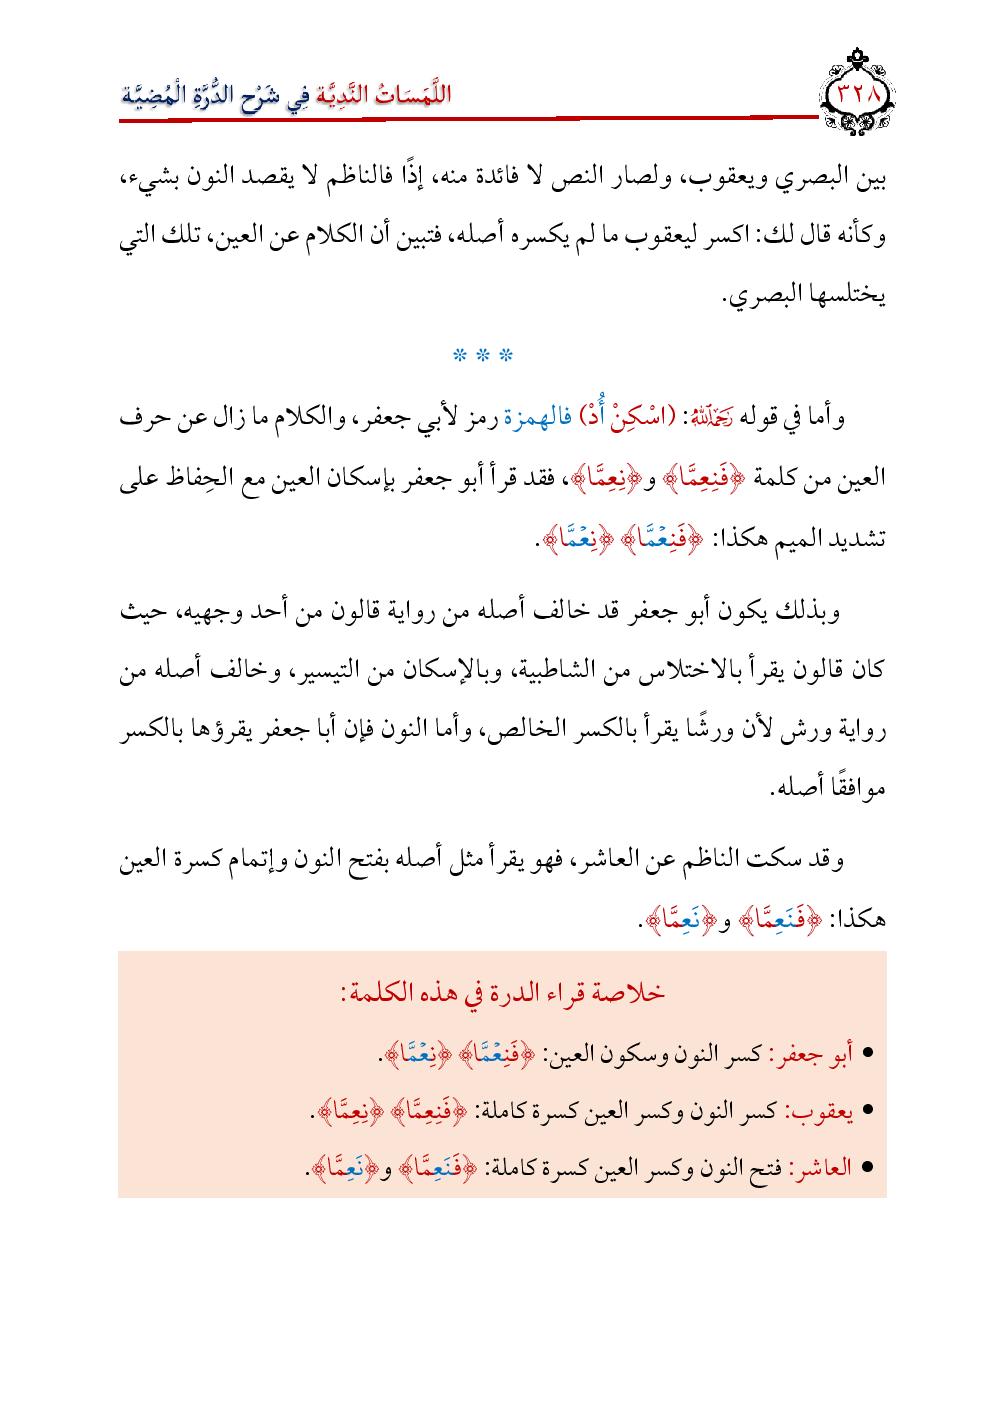 ٣٢٨
اللَّمَسَاتُ النَّدِيَّة فِي شَرْح الدُّرَّةِ الْمُضِيَّة
بين البصري ويعقوب، ولصار النص لا فائدة منه، إذًا فالناظم لا يقصد النون بشيء،
وكأنه قال لك: اكسر ليعقوب ما لم يكسره أصله، فتبين أن الكلام عن العين، تلك التي
يختلسها البصري.
* * *
وأما في قوله رَحِمَهُ ٱللَّهُ: (اسْكِنْ أُدْ) فالهمزة رمز لأبي جعفر، والكلام ما زال عن حرف
العين من كلمة ﴿فَنِعِمَّا﴾ و﴿نِعِمَّا﴾، فقد قرأ أبو جعفر بإسكان العين مع الحِفاظ على
تشديد الميم هكذا: ﴿فَنِعۡمَّا﴾ ﴿نِعۡمَّا﴾.
وبذلك يكون أبو جعفر قد خالف أصله من رواية قالون من أحد وجهيه، حيث
كان قالون يقرأ بالاختلاس من الشاطبية، وبالإسكان من التيسير، وخالف أصله من
رواية ورش لأن ورشًا يقرأ بالكسر الخالص، وأما النون فإن أبا جعفر يقرؤها بالكسر
موافقًا أصله.
وقد سكت الناظم عن العاشر، فهو يقرأ مثل أصله بفتح النون وإتمام كسرة العين
هكذا: ﴿فَنَعِمَّا﴾ و﴿نَعِمَّا﴾.
خلاصة قراء الدرة في هذه الكلمة:
• أبو جعفر: كسر النون وسكون العين: ﴿فَنِعۡمَّا﴾ ﴿نِعۡمَّا﴾.
• يعقوب: كسر النون وكسر العين كسرة كاملة: ﴿فَنِعِمَّا﴾ ﴿نِعِمَّا﴾.
• العاشر: فتح النون وكسر العين كسرة كاملة: ﴿فَنَعِمَّا﴾ و﴿نَعِمَّا﴾.